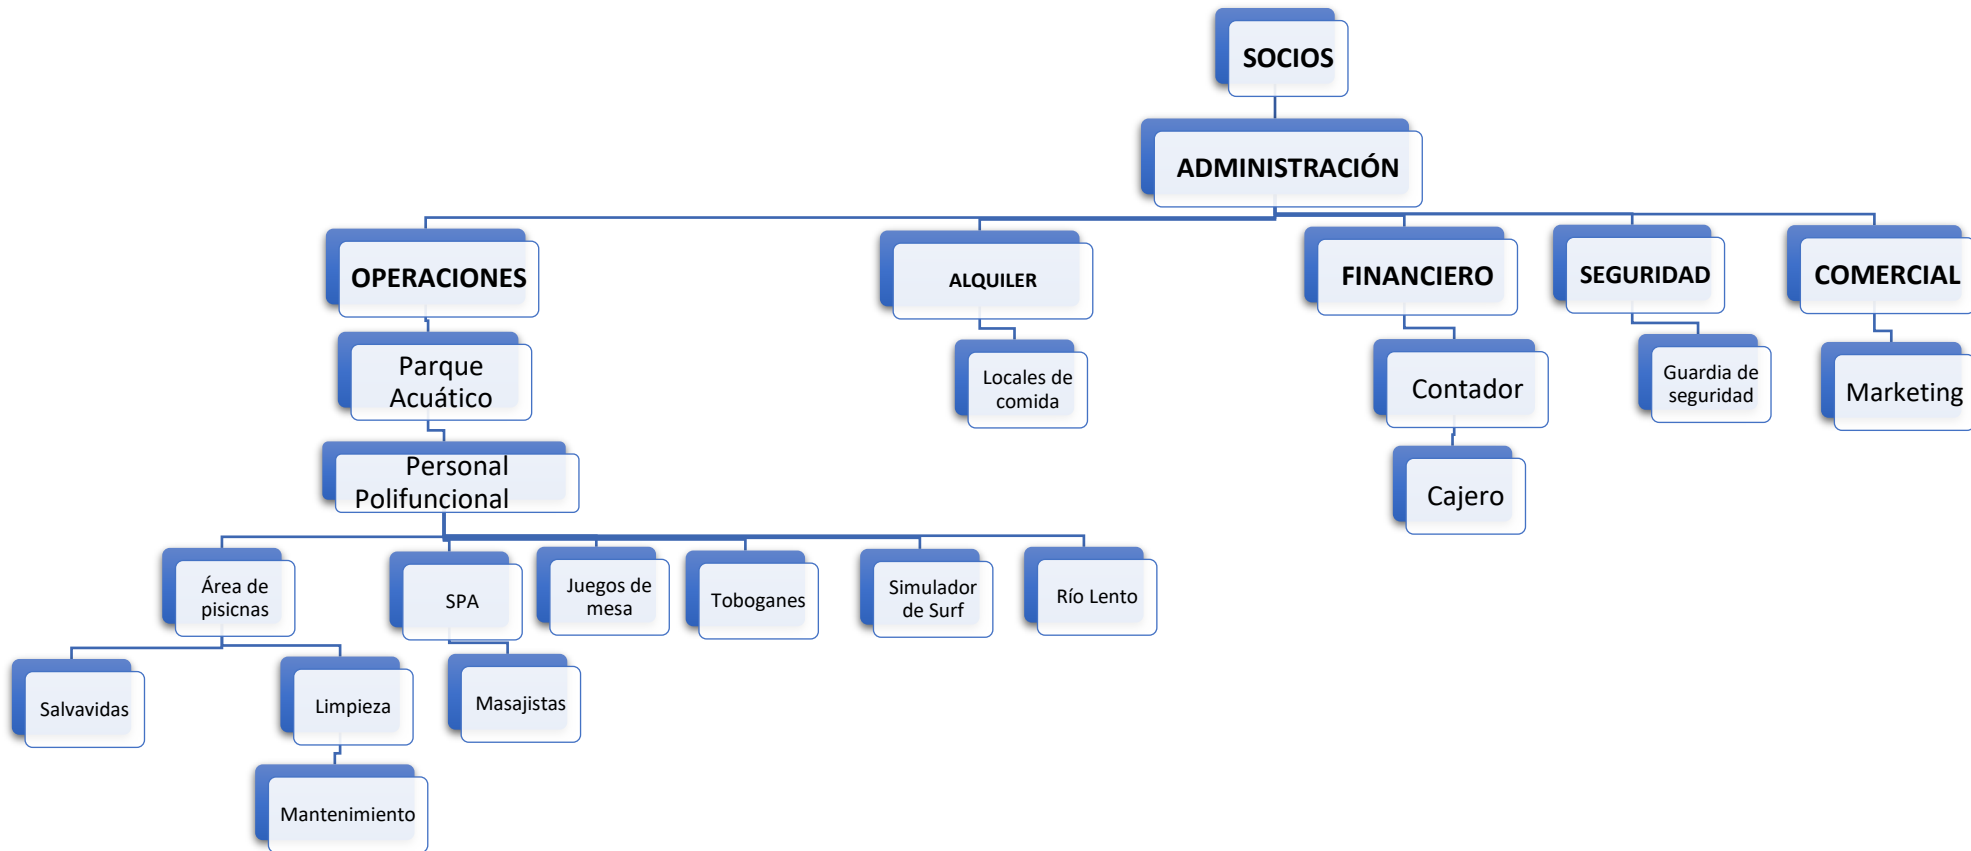 SOCIOS
ADMINISTRACIÓN
OPERACIONES
ALQUILER
FINANCIERO
SEGURIDAD
COMERCIAL
Parque
Acuático
Locales de
comida
Contador
Guardia de
seguridad
Marketing
Personal
Polifuncional
Cajero
Área de
pisicnas
SPA
Juegos de
mesa
Toboganes
Simulador
de Surf
Río Lento
Salvavidas
Limpieza
Masajistas
Mantenimiento